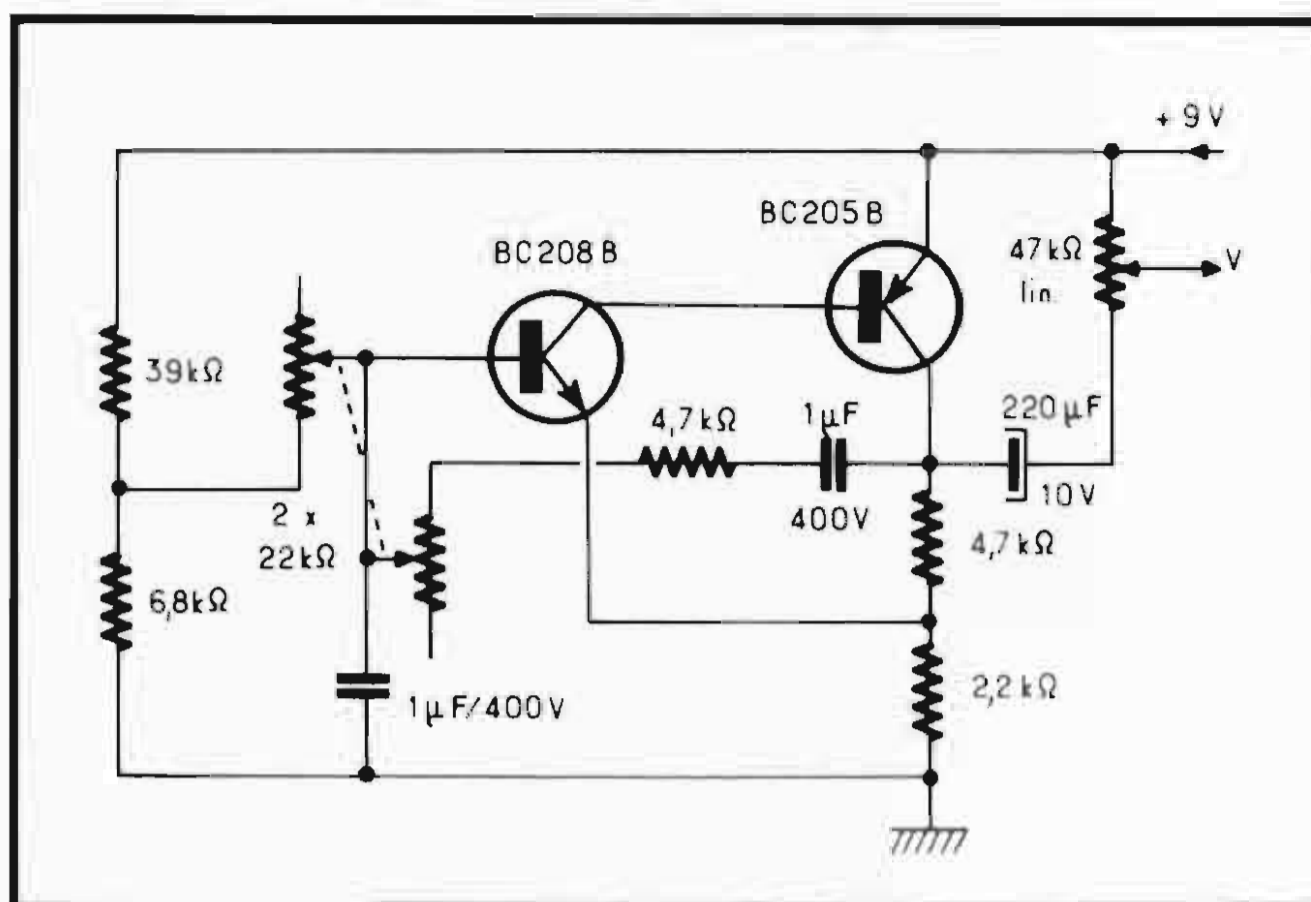 + 9V
BC205B
BC208B
47kΩ
lin.
V
39kΩ
4,7kΩ
1μF
220μF
400V
10V
2 x
22kΩ
4,7kΩ
6,8kΩ
1μF/400V
2,2kΩ